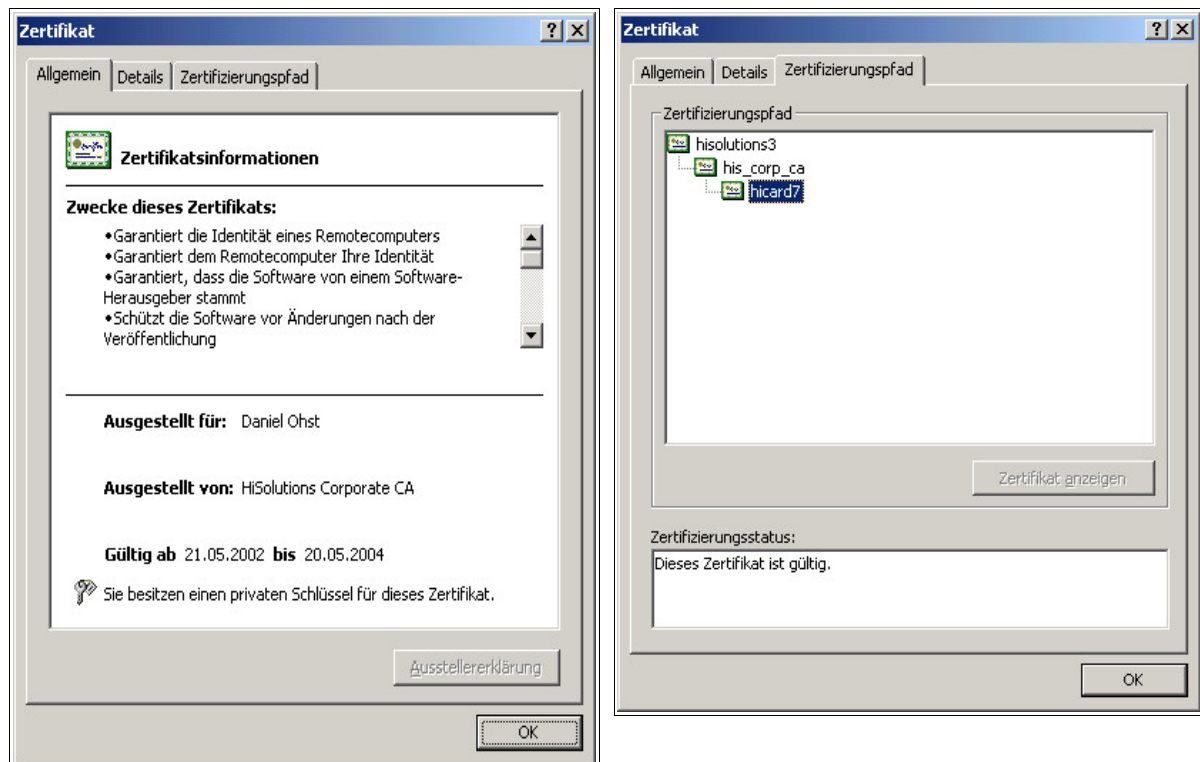 Zertifikat
Allgemein Details Zertifizierungspfad
Zertifikatsinformationen
Zwecke dieses Zertifikats:
•Garantiert die Identität eines Remotecomputers
•Garantiert dem Remotecomputer Ihre Identität
•Garantiert, dass die Software von einem Software-
Herausgeber stammt
•Schützt die Software vor Änderungen nach der
Veröffentlichung
Ausgestellt für: Daniel Ohst
Ausgestellt von: HiSolutions Corporate CA
Gültig ab 21.05.2002 bis 20.05.2004
Sie besitzen einen privaten Schlüssel für dieses Zertifikat.
Ausstellererklärung
OK
Zertifikat
Allgemein Details Zertifizierungspfad
Zertifizierungspfad
hisolutions3
his_corp_ca
hicard7
Zertifikat anzeigen
Zertifizierungsstatus:
Dieses Zertifikat ist gültig.
OK